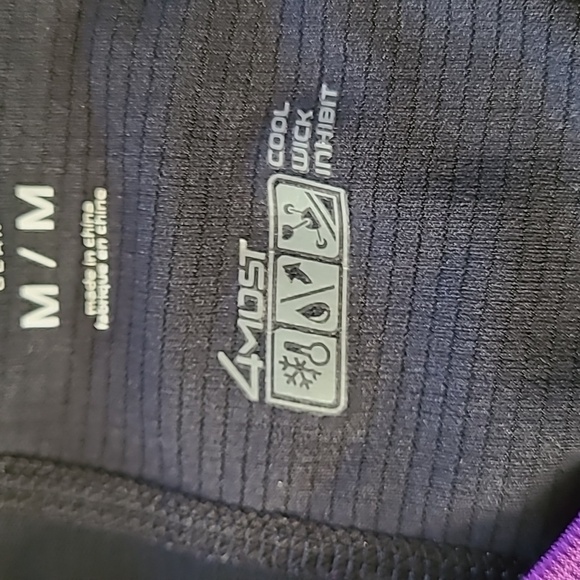 M / M
made in china
fabriqué en chine
4MOST
COOL
WICK
INHIBIT